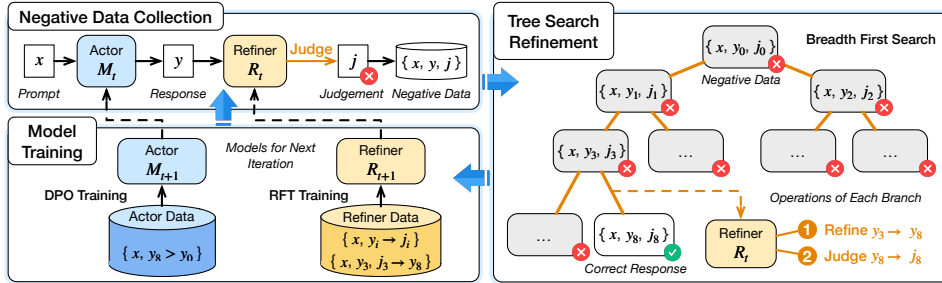 Negative Data Collection
x
Prompt
Actor
M_t
y
Response
Refiner
R_t
Judge
j
Judgement
{ x, y, j }
Negative Data
Model
Training
Actor
M_{t+1}
Models for Next
Iteration
Refiner
R_{t+1}
DPO Training
RFT Training
Actor Data
{ x, y_8 > y_0 }
Refiner Data
{ x, y_i → j_i }
{ x, y_3, j_3 → y_8 }
Tree Search
Refinement
Breadth First Search
{ x, y_0, j_0 }
Negative Data
{ x, y_1, j_1 }
{ x, y_2, j_2 }
{ x, y_3, j_3 }
...
...
...
Operations of Each Branch
...
{ x, y_8, j_8 }
Correct Response
Refiner
R_t
1 Refine y_3 → y_8
2 Judge y_8 → j_8